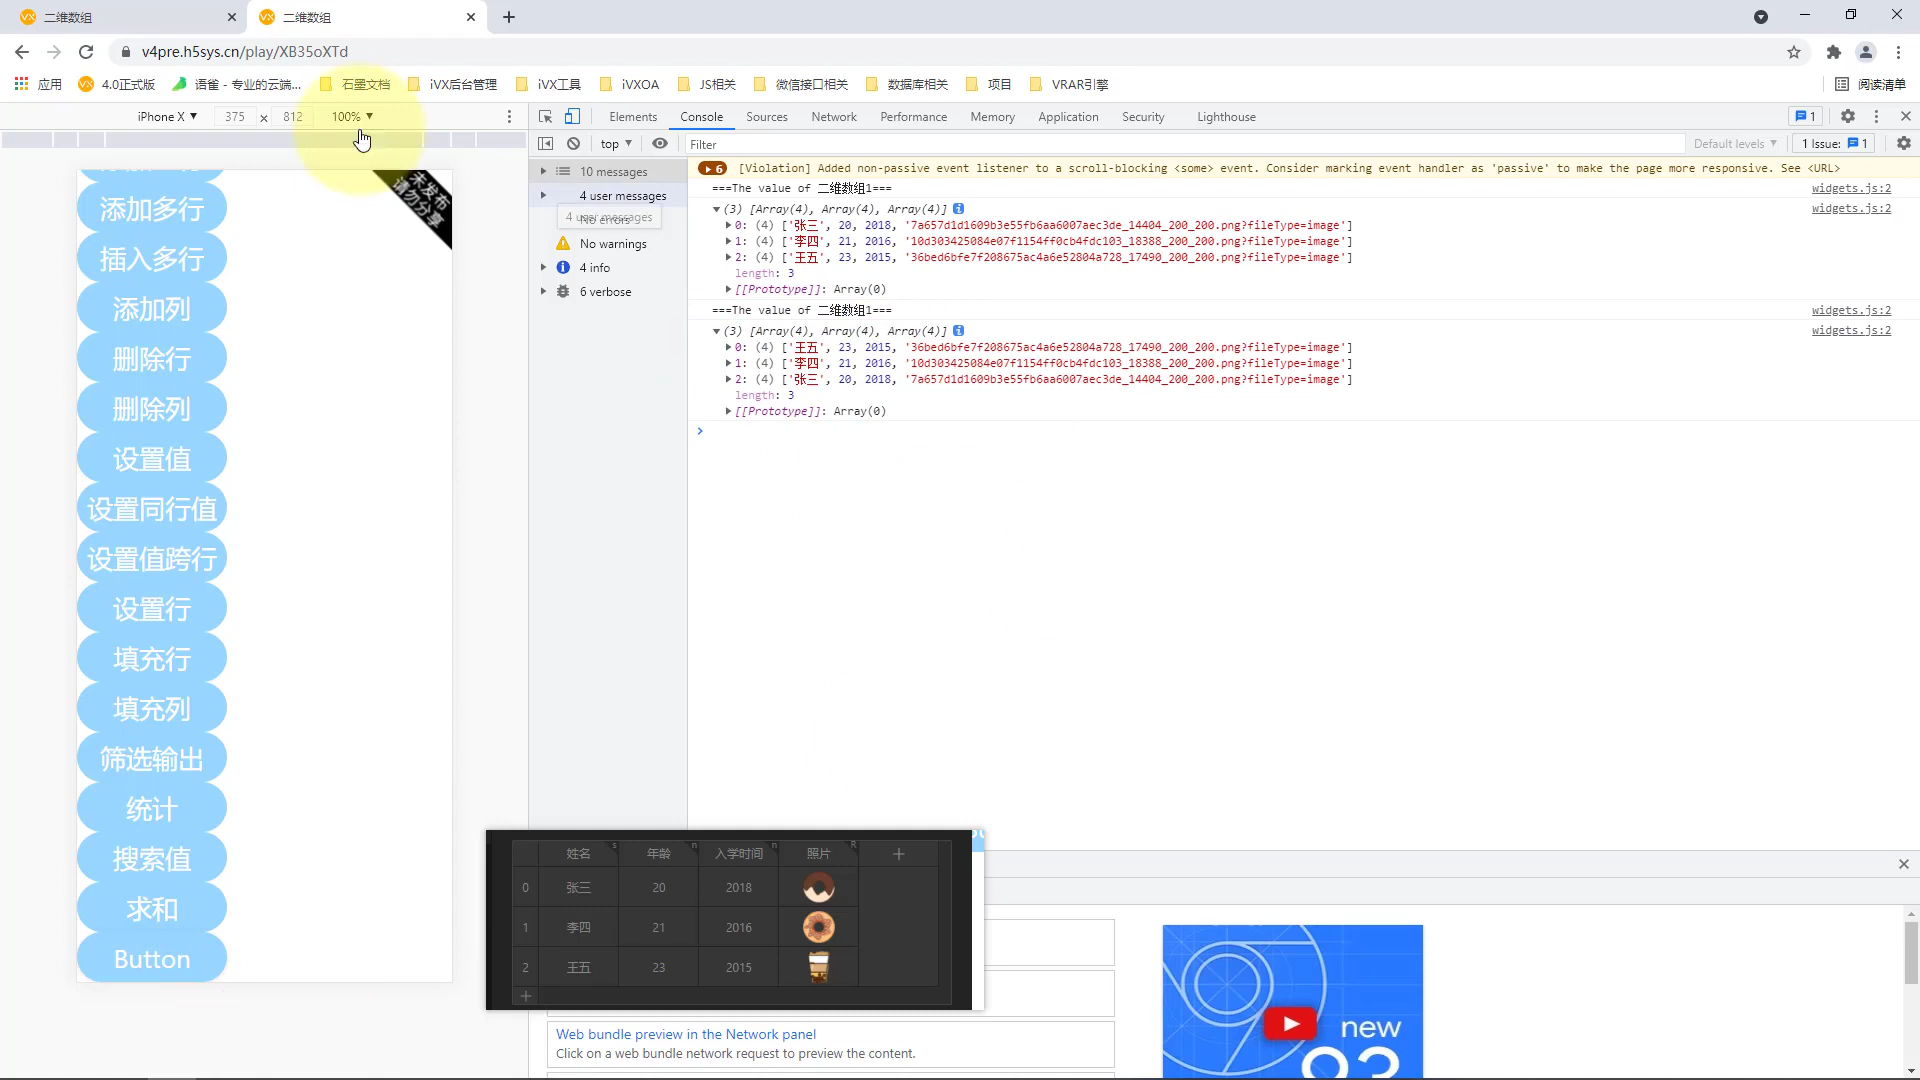 二维数组
二维数组
v4pre.h5sys.cn/play/XB35oXTd
应用
4.0正式版
语雀 - 专业的云端...
石墨文档
iVX后台管理
iVX工具
iVXOA
JS相关
微信接口相关
数据库相关
项目
VRAR引擎
阅读清单
iPhone X
375 x 812
100%
Elements
Console
Sources
Network
Performance
Memory
Application
Security
Lighthouse
1
top
Filter
Default levels
1 Issue: 1
10 messages
4 user messages
4 user messages
No errors
No warnings
4 info
6 verbose
6 [Violation] Added non-passive event listener to a scroll-blocking <some> event. Consider marking event handler as 'passive' to make the page more responsive. See <URL>
===The value of 二维数组1=== widgets.js:2
(3) [Array(4), Array(4), Array(4)] widgets.js:2
0: (4) ['张三', 20, 2018, '7a657d1d1609b3e55fb6aa6007aec3de_14404_200_200.png?fileType=image']
1: (4) ['李四', 21, 2016, '10d303425084e07f1154ff0cb4fdc103_18388_200_200.png?fileType=image']
2: (4) ['王五', 23, 2015, '36bed6bfe7f208675ac4a6e52804a728_17490_200_200.png?fileType=image']
length: 3
[[Prototype]]: Array(0)
===The value of 二维数组1=== widgets.js:2
(3) [Array(4), Array(4), Array(4)] widgets.js:2
0: (4) ['王五', 23, 2015, '36bed6bfe7f208675ac4a6e52804a728_17490_200_200.png?fileType=image']
1: (4) ['李四', 21, 2016, '10d303425084e07f1154ff0cb4fdc103_18388_200_200.png?fileType=image']
2: (4) ['张三', 20, 2018, '7a657d1d1609b3e55fb6aa6007aec3de_14404_200_200.png?fileType=image']
length: 3
[[Prototype]]: Array(0)
未发布
请勿分享
添加多行
插入多行
添加列
删除行
删除列
设置值
设置同行值
设置值跨行
设置行
填充行
填充列
筛选输出
统计
搜索值
求和
Button
姓名 s 年龄 n 入学时间 n 照片 R +
0 张三 20 2018
1 李四 21 2016
2 王五 23 2015
+
Web bundle preview in the Network panel
Click on a web bundle network request to preview the content.
new